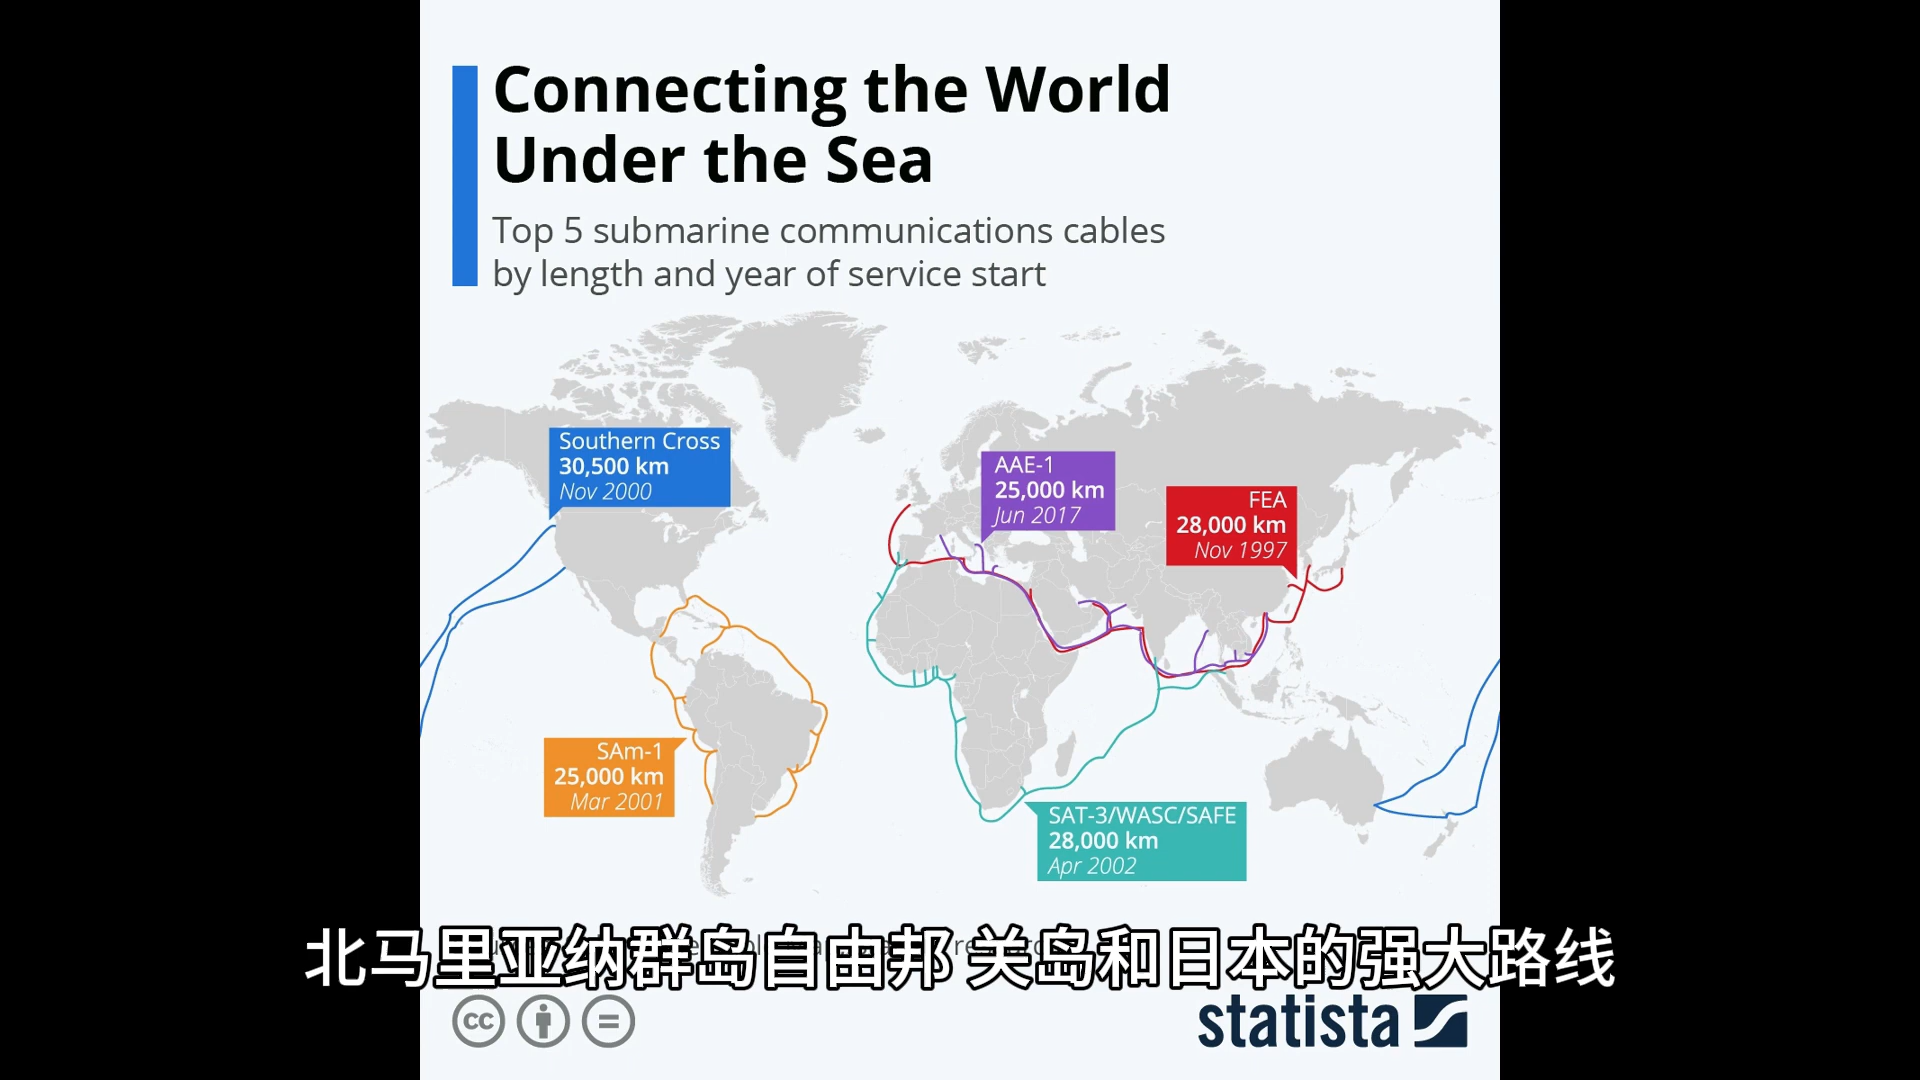 Connecting the World
Under the Sea
Top 5 submarine communications cables
by length and year of service start
Southern Cross
30,500 km
Nov 2000
AAE-1
25,000 km
Jun 2017
FEA
28,000 km
Nov 1997
SAm-1
25,000 km
Mar 2001
SAT-3/WASC/SAFE
28,000 km
Apr 2002
北马里亚纳群岛自由邦 关岛和日本的强大路线
cc
statista